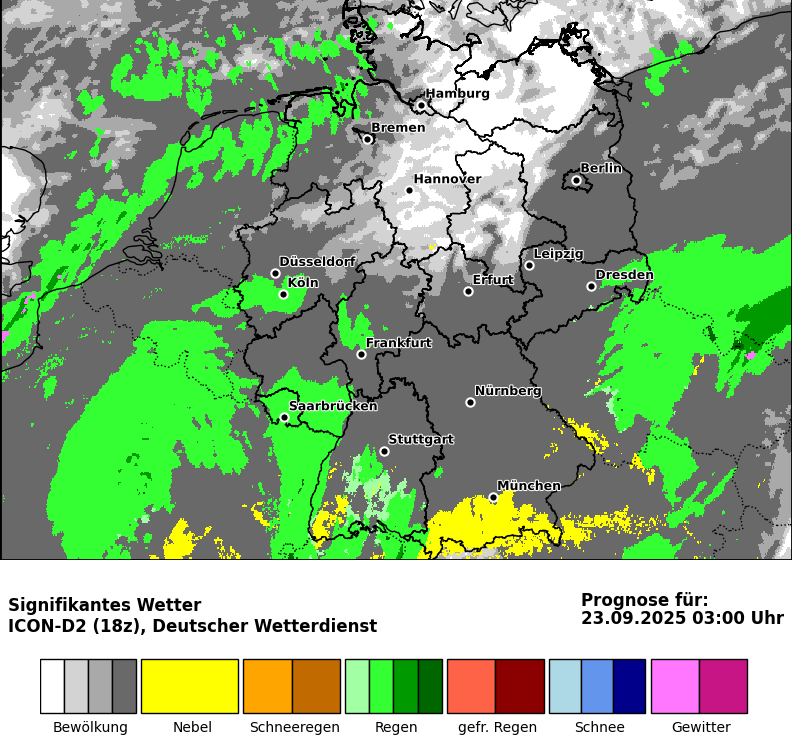 Hamburg
Bremen
Berlin
Hannover
Leipzig
Düsseldorf
Dresden
Köln
Erfurt
Frankfurt
Nürnberg
Saarbrücken
Stuttgart
München
Signifikantes Wetter
ICON-D2 (18z), Deutscher Wetterdienst
Prognose für:
23.09.2025 03:00 Uhr
Bewölkung Nebel Schneeregen Regen gefr. Regen Schnee Gewitter